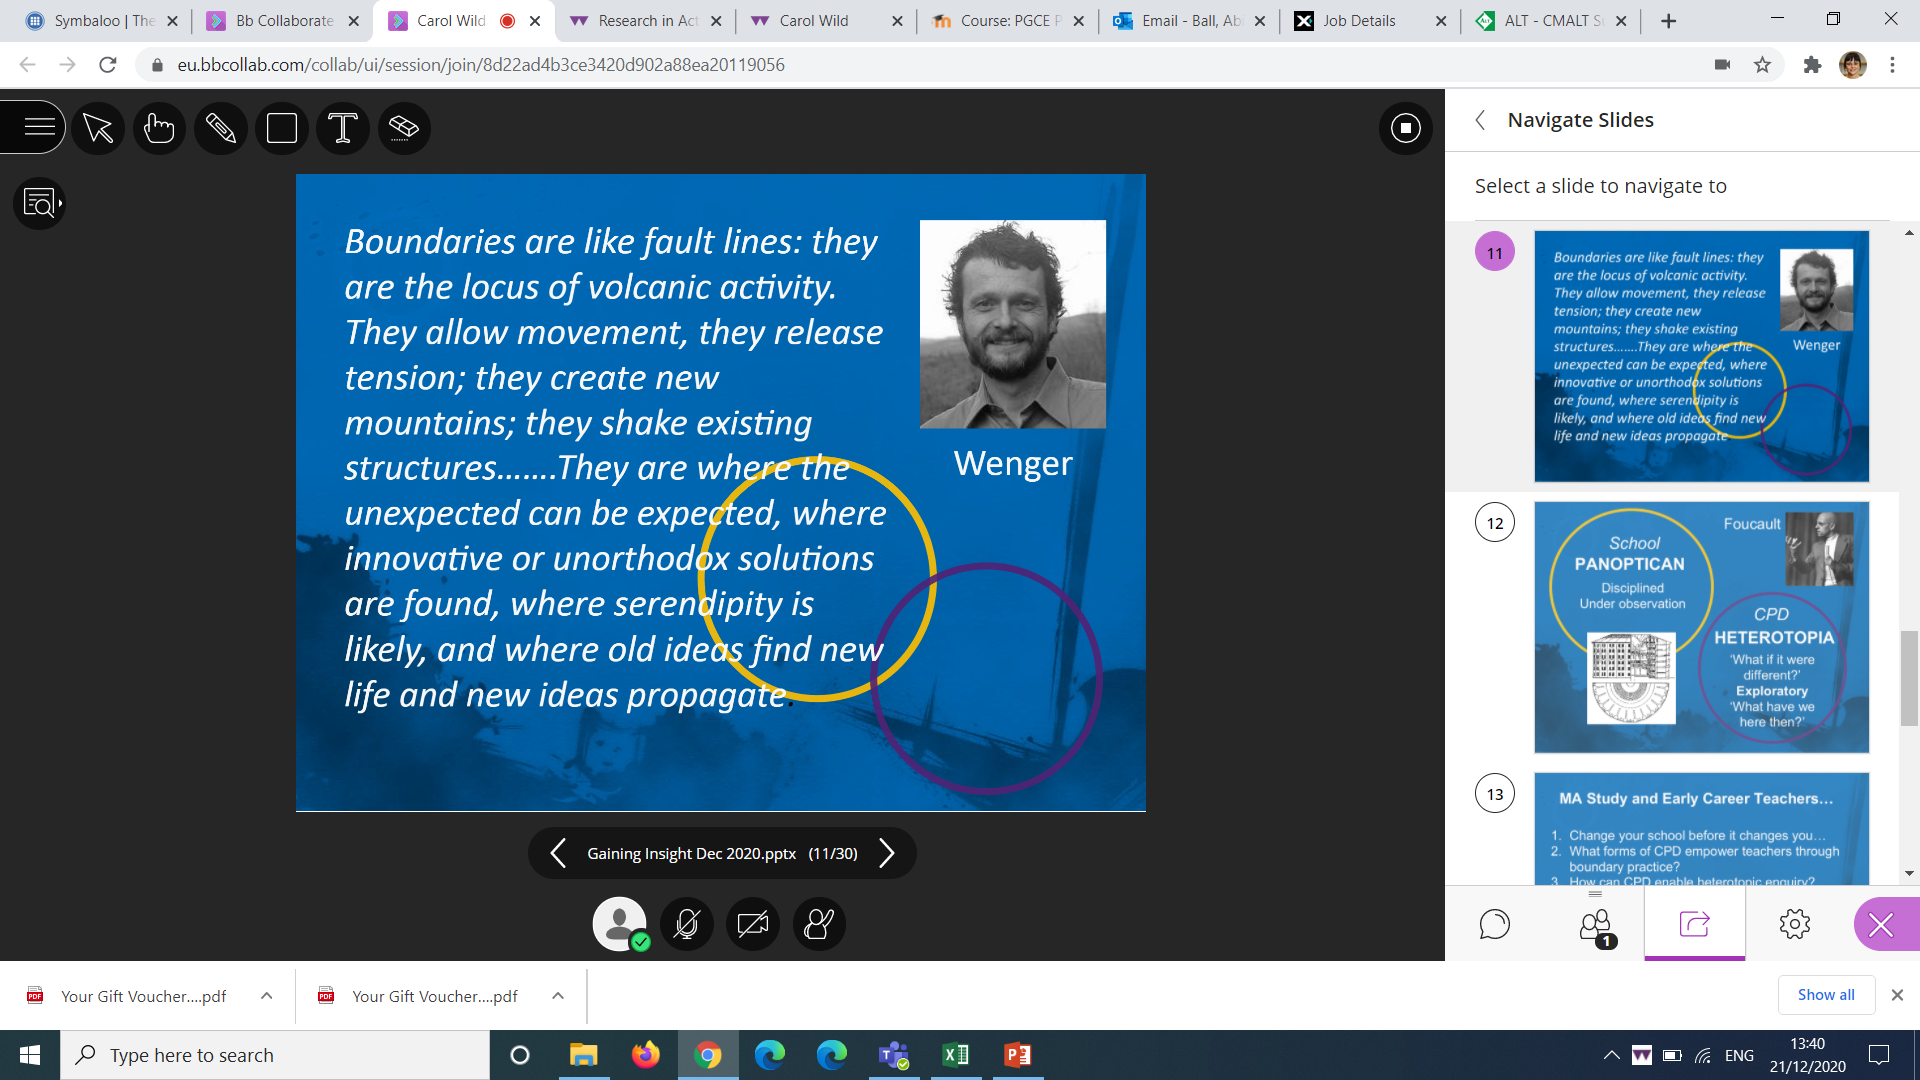 Symbaloo | The
Bb Collaborate
Carol Wild
Research in Act
Carol Wild
Course: PGCE P
Email - Ball, Ab
Job Details
ALT - CMALT S
eu.bbcollab.com/collab/ui/session/join/8d22ad4b3ce3420d902a88ea20119056
Boundaries are like fault lines: they
are the locus of volcanic activity.
They allow movement, they release
tension; they create new
mountains; they shake existing
structures…….They are where the
unexpected can be expected, where
innovative or unorthodox solutions
are found, where serendipity is
likely, and where old ideas find new
life and new ideas propagate.
Wenger
Gaining Insight Dec 2020.pptx (11/30)
Navigate Slides
Select a slide to navigate to
11
Boundaries are like fault lines: they
are the locus of volcanic activity.
They allow movement, they release
tension; they create new
mountains; they shake existing
structures…….They are where the
unexpected can be expected, where
innovative or unorthodox solutions
are found, where serendipity is
likely, and where old ideas find new
life and new ideas propagate
Wenger
12
School
PANOPTICAN
Disciplined
Under observation
Foucault
CPD
HETEROTOPIA
‘What if it were
different?’
Exploratory
‘What have we
here then?’
13
MA Study and Early Career Teachers…
1. Change your school before it changes you…
2. What forms of CPD empower teachers through
boundary practice?
3. How can CPD enable heterotopic enquiry?
1
PDF
Your Gift Voucher....pdf
PDF
Your Gift Voucher....pdf
Show all
Type here to search
ENG
13:40
21/12/2020